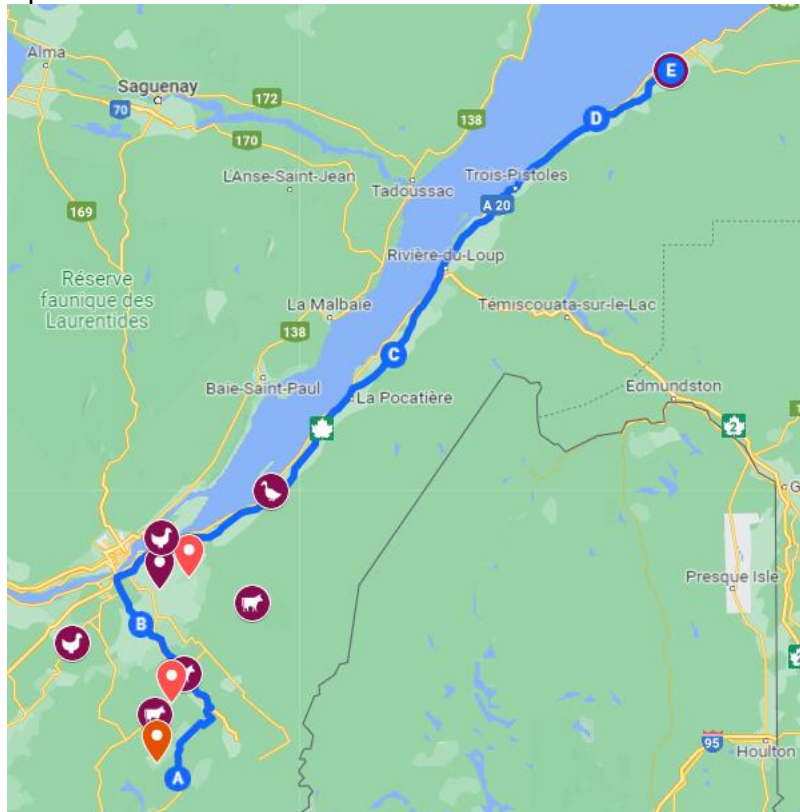 Alma
Saguenay
172
70
170
138
E
D
LAnse-Saint-Jean
Tadoussac
Trois-Pistoles
169
A 20
Rivière-du-Loup
Réserve
faunique des
Laurentides
La Malbaie
Témiscouata-sur-le-Lac
138
C
Baie-Saint-Paul
La Pocatière
Edmundston
2
Presque Isle
B
2
95
Houlton
A